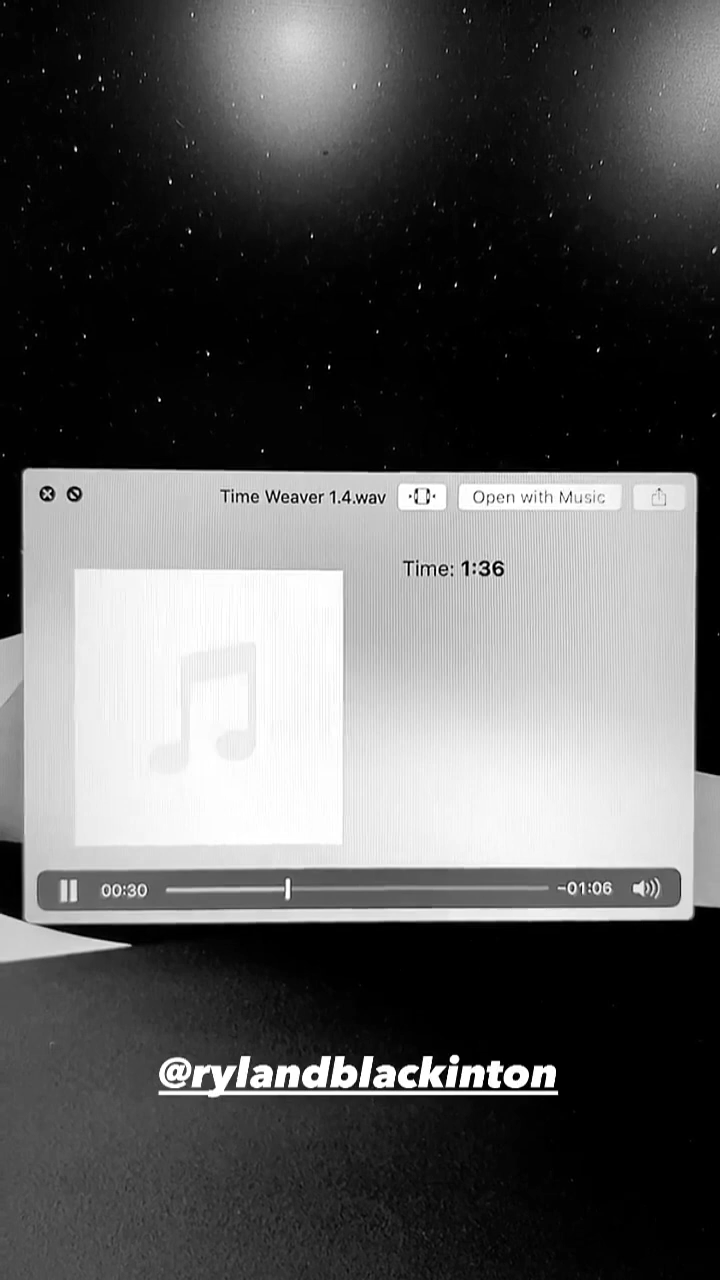 Time Weaver 1.4.wav
Open with Music
Time: 1:36
00:30
-01:06
@rylandblackinton